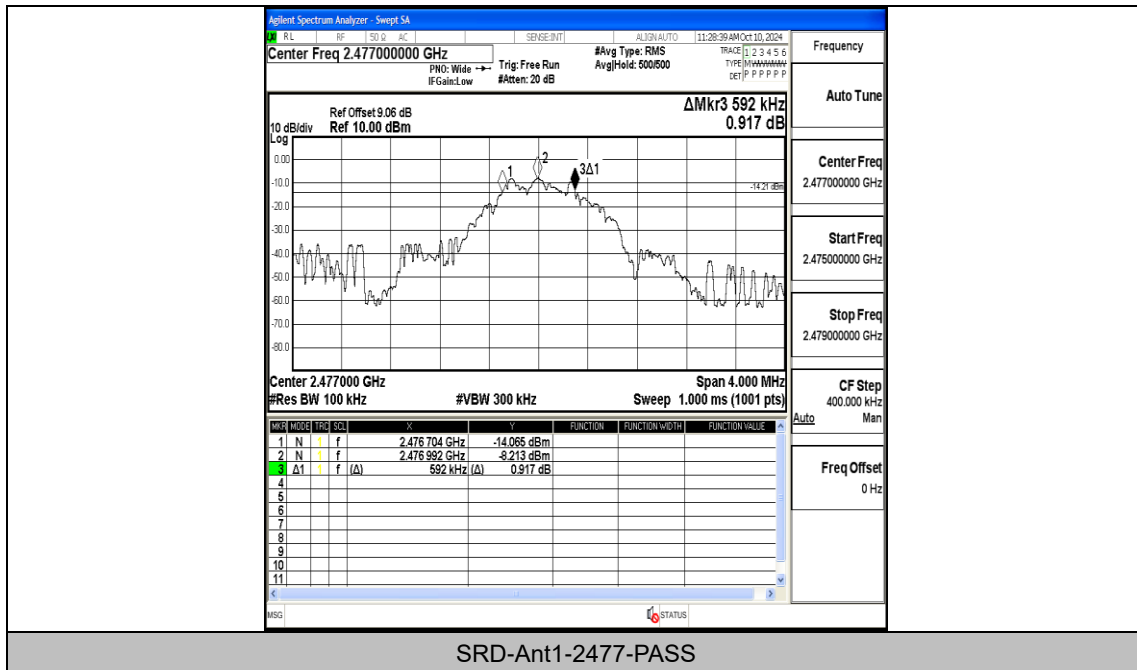 Agilent Spectrum Analyzer - Swept SA
RL RF 50 Ω AC SENSE:INT ALIGN AUTO 11:28:39 AM Oct 10, 2024
Center Freq 2.477000000 GHz
PNO: Wide
IFGain:Low
Trig: Free Run
#Atten: 20 dB
#Avg Type: RMS
Avg|Hold: 500/500
TRACE 1 2 3 4 5 6
TYPE MWWWWW
DET P P P P P P
Ref Offset 9.06 dB
10 dB/div Ref 10.00 dBm
Log
ΔMkr3 592 kHz
0.917 dB
0.00
-10.0
-20.0
-30.0
-40.0
-50.0
-60.0
-70.0
-80.0
1
2
3Δ1
-14.21 dBm
Center 2.477000 GHz Span 4.000 MHz
#Res BW 100 kHz #VBW 300 kHz Sweep 1.000 ms (1001 pts)
MKR MODE TRC SCL X Y FUNCTION FUNCTION WIDTH FUNCTION VALUE
1 N 1 f 2.476 704 GHz -14.065 dBm
2 N 1 f 2.476 992 GHz -8.213 dBm
3 Δ1 1 f (Δ) 592 kHz (Δ) 0.917 dB
4
5
6
7
8
9
10
11
MSG STATUS
Frequency
Auto Tune
Center Freq
2.477000000 GHz
Start Freq
2.475000000 GHz
Stop Freq
2.479000000 GHz
CF Step
400.000 kHz
Auto Man
Freq Offset
0 Hz
SRD-Ant1-2477-PASS